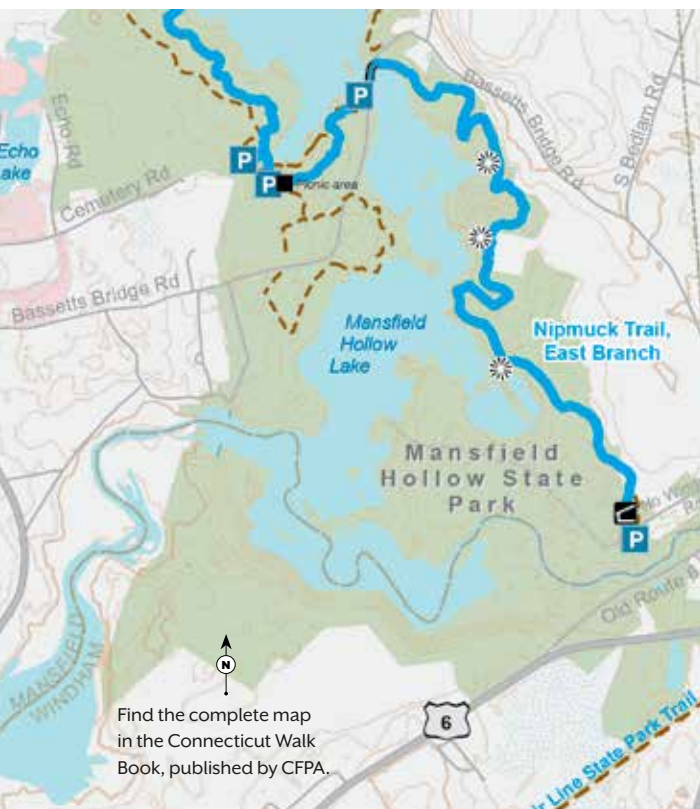 Bassetts Bridge Rd
S Bedlam Rd
Echo Rd
Echo
P
P
P
picnic area
Cemetery Rd
Bassetts Bridge Rd
Mansfield
Hollow
Lake
Nipmuck Trail,
East Branch
Mansfield
Hollow State
Park
P
Old Route 6
MANSFIELD
WINDHAM
N
Find the complete map
in the Connecticut Walk
Book, published by CFPA.
6
Line State Park Trail